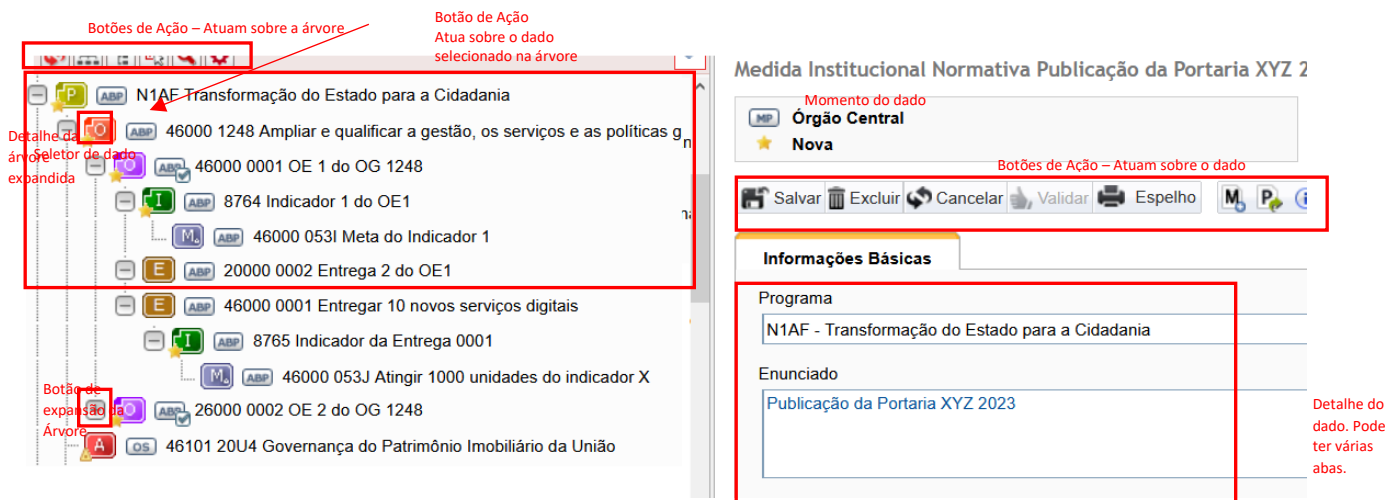 Botões de Ação – Atuam sobre a árvore
Botão de Ação
Atua sobre o dado
selecionado na árvore
P ABP N1AF Transformação do Estado para a Cidadania
O ABP 46000 1248 Ampliar e qualificar a gestão, os serviços e as políticas g
Detalhe da
árvore
expandida
Seletor de dado
O ABP 46000 0001 OE 1 do OG 1248
I ABP 8764 Indicador 1 do OE1
M ABP 46000 053I Meta do Indicador 1
E ABP 20000 0002 Entrega 2 do OE1
E ABP 46000 0001 Entregar 10 novos serviços digitais
I ABP 8765 Indicador da Entrega 0001
M ABP 46000 053J Atingir 1000 unidades do indicador X
Botão de
expansão da
Árvore
O ABP 26000 0002 OE 2 do OG 1248
A OS 46101 20U4 Governança do Patrimônio Imobiliário da União
Medida Institucional Normativa Publicação da Portaria XYZ 2
Momento do dado
MP Órgão Central
Nova
Botões de Ação – Atuam sobre o dado
Salvar Excluir Cancelar Validar Espelho M P
Informações Básicas
Programa
N1AF - Transformação do Estado para a Cidadania
Enunciado
Publicação da Portaria XYZ 2023
Detalhe do
dado. Pode
ter várias
abas.